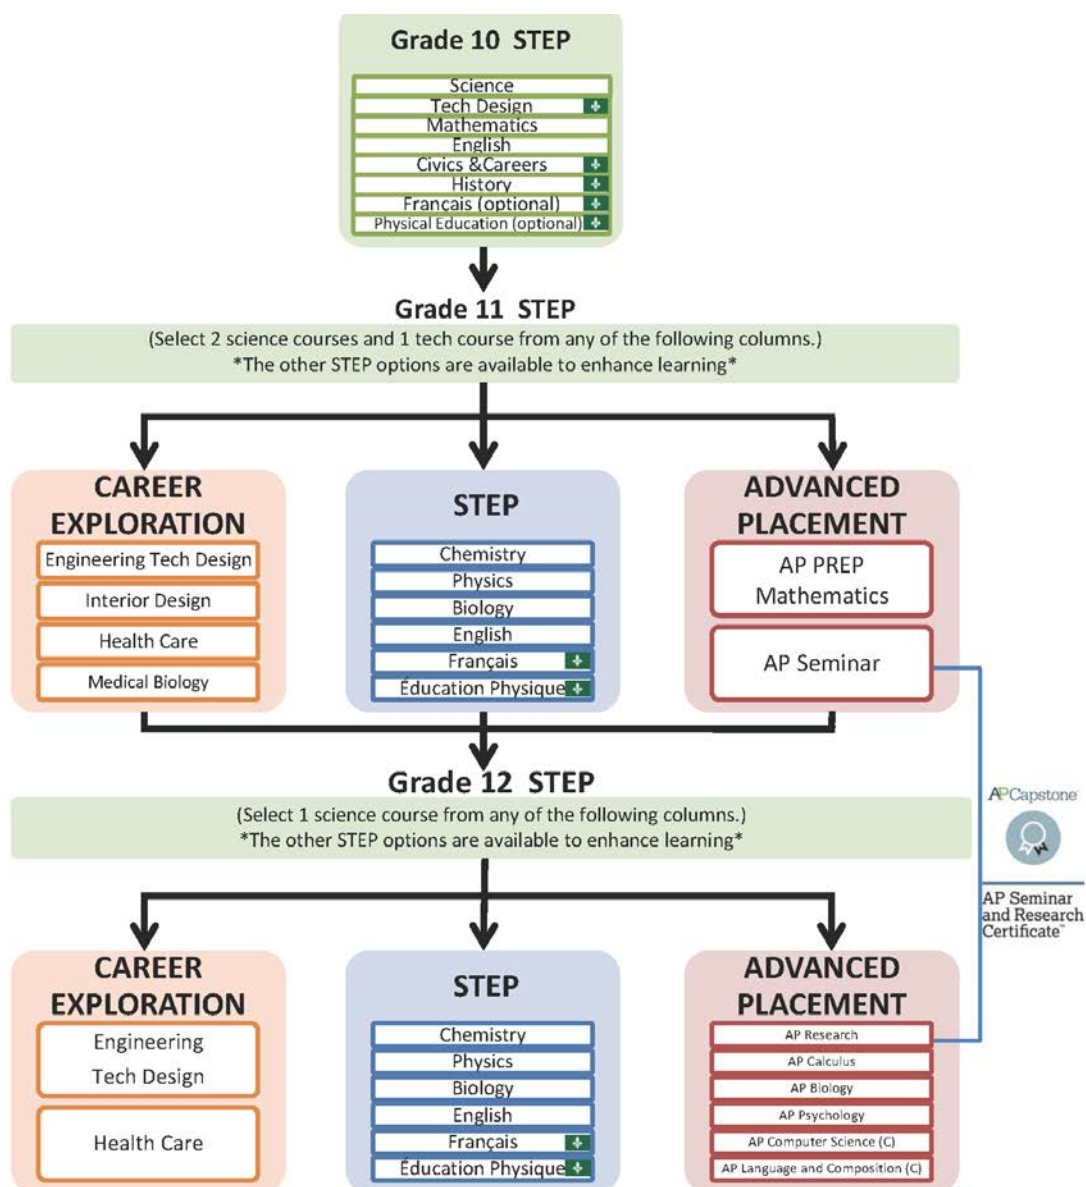 Grade 10 STEP
Science
Tech Design
Mathematics
English
Civics &Careers
History
Français (optional)
Physical Education (optional)
Grade 11 STEP
(Select 2 science courses and 1 tech course from any of the following columns.)
*The other STEP options are available to enhance learning*
CAREER
EXPLORATION
Engineering Tech Design
Interior Design
Health Care
Medical Biology
STEP
Chemistry
Physics
Biology
English
Français
Éducation Physique
ADVANCED
PLACEMENT
AP PREP
Mathematics
AP Seminar
Grade 12 STEP
(Select 1 science course from any of the following columns.)
*The other STEP options are available to enhance learning*
APCapstone
AP Seminar
and Research
Certificate™
CAREER
EXPLORATION
Engineering
Tech Design
Health Care
STEP
Chemistry
Physics
Biology
English
Français
Éducation Physique
ADVANCED
PLACEMENT
AP Research
AP Calculus
AP Biology
AP Psychology
AP Computer Science (C)
AP Language and Composition (C)